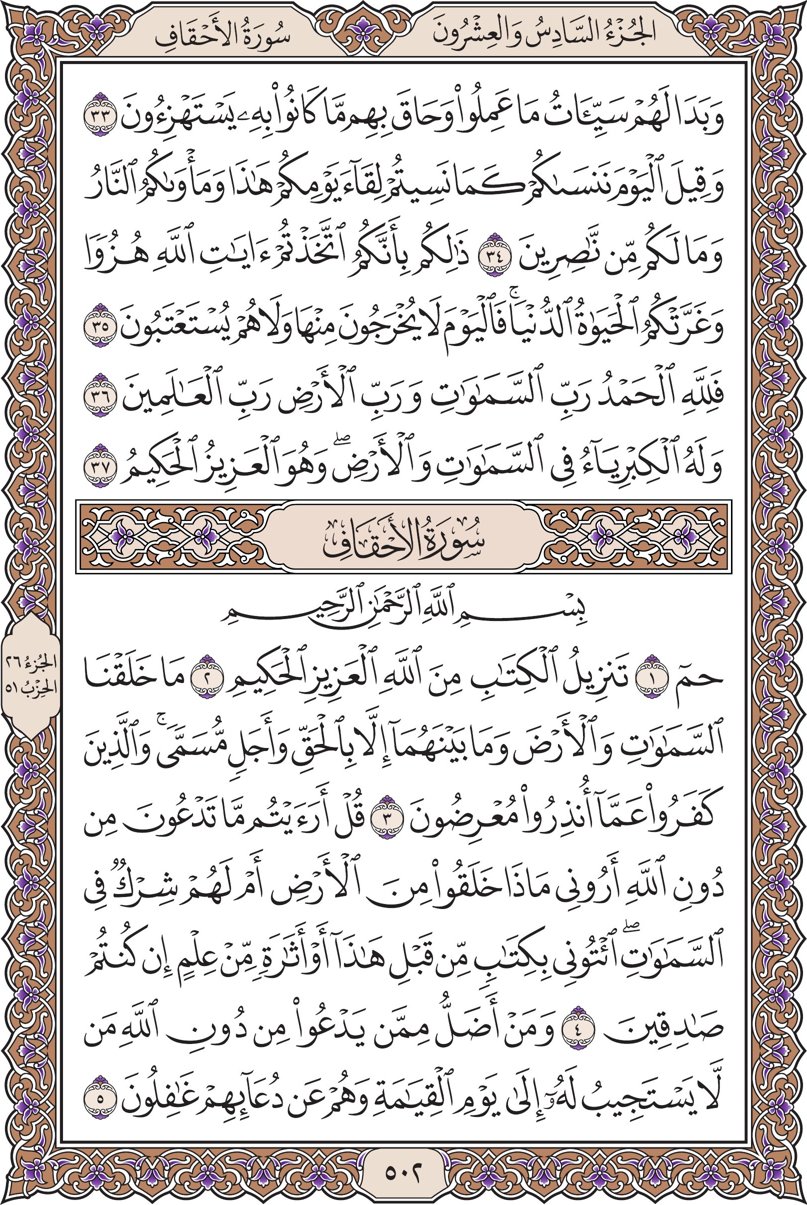 الجُزْءُ السَّادِسُ وَالعِشْرُونَ
سُورَةُ الأَحْقَافِ
وَبَدَا لَهُمْ سَيِّـَٔاتُ مَا عَمِلُوا۟ وَحَاقَ بِهِم مَّا كَانُوا۟ بِهِۦ يَسْتَهْزِءُونَ ٣٣
وَقِيلَ ٱلْيَوْمَ نَنسَىٰكُمْ كَمَا نَسِيتُمْ لِقَآءَ يَوْمِكُمْ هَٰذَا وَمَأْوَىٰكُمُ ٱلنَّارُ
وَمَا لَكُم مِّن نَّٰصِرِينَ ٣٤ ذَٰلِكُم بِأَنَّكُمُ ٱتَّخَذْتُمْ ءَايَٰتِ ٱللَّهِ هُزُوًا
وَغَرَّتْكُمُ ٱلْحَيَوٰةُ ٱلدُّنْيَا ۚ فَٱلْيَوْمَ لَا يُخْرَجُونَ مِنْهَا وَلَا هُمْ يُسْتَعْتَبُونَ ٣٥
فَلِلَّهِ ٱلْحَمْدُ رَبِّ ٱلسَّمَٰوَٰتِ وَرَبِّ ٱلْأَرْضِ رَبِّ ٱلْعَٰلَمِينَ ٣٦
وَلَهُ ٱلْكِبْرِيَآءُ فِى ٱلسَّمَٰوَٰتِ وَٱلْأَرْضِ ۖ وَهُوَ ٱلْعَزِيزُ ٱلْحَكِيمُ ٣٧
سُورَةُ الأَحْقَافِ
بِسْمِ ٱللَّهِ ٱلرَّحْمَٰنِ ٱلرَّحِيمِ
حمٓ ١ تَنزِيلُ ٱلْكِتَٰبِ مِنَ ٱللَّهِ ٱلْعَزِيزِ ٱلْحَكِيمِ ٢ مَا خَلَقْنَا
ٱلسَّمَٰوَٰتِ وَٱلْأَرْضَ وَمَا بَيْنَهُمَآ إِلَّا بِٱلْحَقِّ وَأَجَلٍ مُّسَمًّى ۚ وَٱلَّذِينَ
كَفَرُوا۟ عَمَّآ أُنذِرُوا۟ مُعْرِضُونَ ٣ قُلْ أَرَءَيْتُم مَّا تَدْعُونَ مِن
دُونِ ٱللَّهِ أَرُونِى مَاذَا خَلَقُوا۟ مِنَ ٱلْأَرْضِ أَمْ لَهُمْ شِرْكٌ فِى
ٱلسَّمَٰوَٰتِ ۖ ٱئْتُونِى بِكِتَٰبٍ مِّن قَبْلِ هَٰذَآ أَوْ أَثَٰرَةٍ مِّنْ عِلْمٍ إِن كُنتُمْ
صَٰدِقِينَ ٤ وَمَنْ أَضَلُّ مِمَّن يَدْعُوا۟ مِن دُونِ ٱللَّهِ مَن
لَّا يَسْتَجِيبُ لَهُۥٓ إِلَىٰ يَوْمِ ٱلْقِيَٰمَةِ وَهُمْ عَن دُعَآئِهِمْ غَٰفِلُونَ ٥
الجُزْءُ ٢٦
الحِزْبُ ٥١
٥٠٢